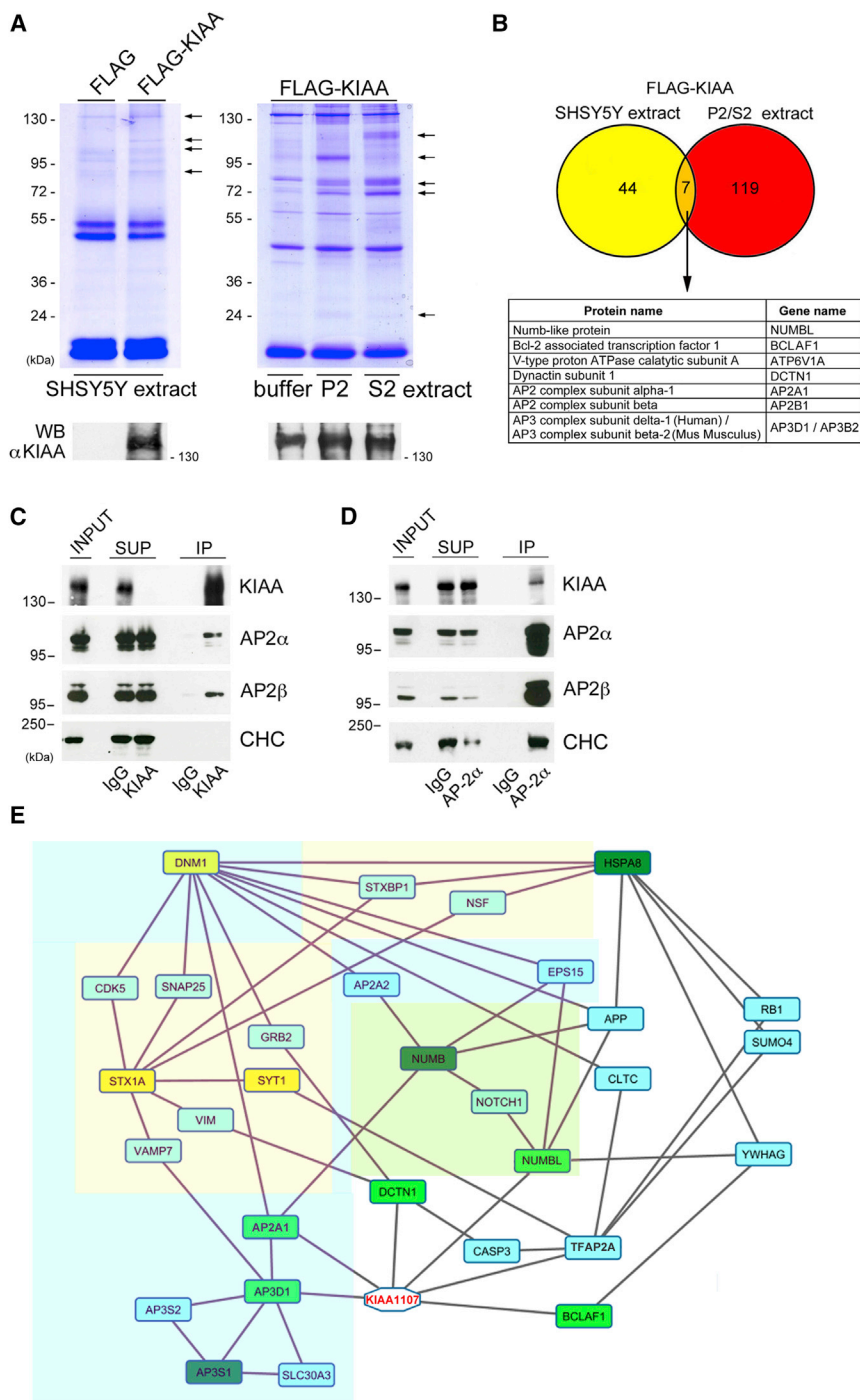 A
FLAG
FLAG-KIAA
130 -
95 -
72 -
55 -
36 -
24 -
(kDa)
SHSY5Y extract
WB
αKIAA
- 130
FLAG-KIAA
130 -
95 -
72 -
55 -
36 -
24 -
buffer P2 S2 extract
- 130
B
FLAG-KIAA
SHSY5Y extract P2/S2 extract
44 7 119
Protein name Gene name
Numb-like protein NUMBL
Bcl-2 associated transcription factor 1 BCLAF1
V-type proton ATPase calatytic subunit A ATP6V1A
Dynactin subunit 1 DCTN1
AP2 complex subunit alpha-1 AP2A1
AP2 complex subunit beta AP2B1
AP3 complex subunit delta-1 (Human) /
AP3 complex subunit beta-2 (Mus Musculus) AP3D1 / AP3B2
C
INPUT SUP IP
130 – KIAA
95 – AP2α
95 – AP2β
250 – CHC
(kDa)
IgG KIAA IgG KIAA
D
INPUT SUP IP
130 – KIAA
95 – AP2α
95 – AP2β
250 – CHC
IgG AP-2α IgG AP-2α
E
DNM1 HSPA8
STXBP1
NSF
CDK5 SNAP25 AP2A2 EPS15
RB1
APP
SUMO4
GRB2
NUMB
STX1A SYT1 CLTC
NOTCH1
VIM
VAMP7 NUMBL YWHAG
DCTN1
AP2A1
CASP3 TFAP2A
AP3D1 KIAA1107
AP3S2 BCLAF1
AP3S1 SLC30A3